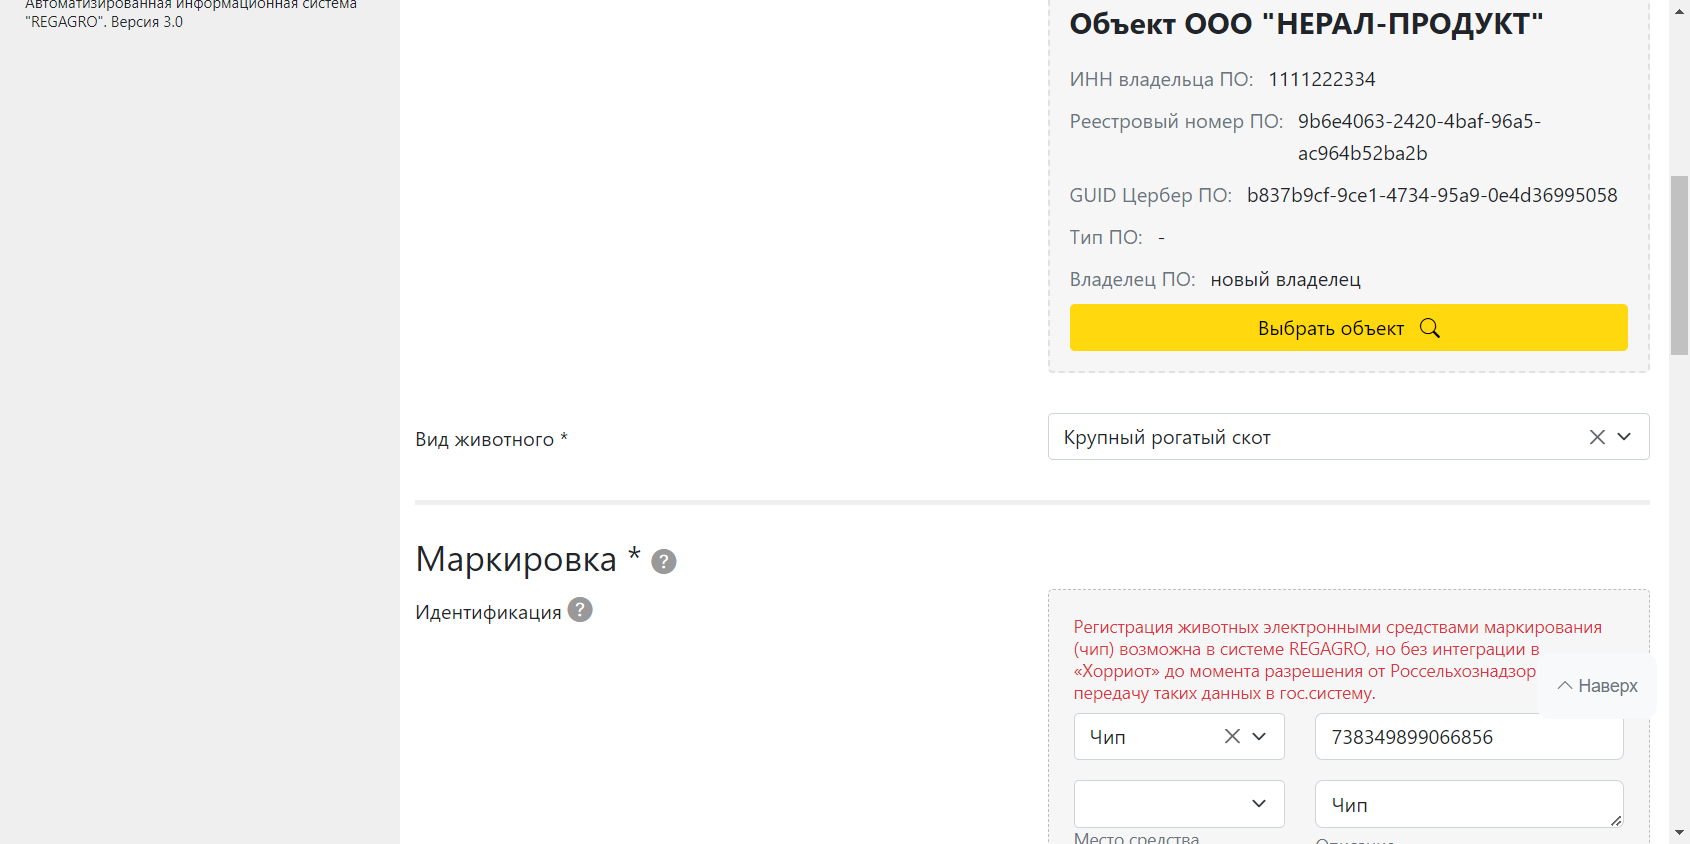 Автоматизированная информационная система
"REGAGRO". Версия 3.0
Объект ООО "НЕРАЛ-ПРОДУКТ"
ИНН владельца ПО: 1111222334
Реестровый номер ПО: 9b6e4063-2420-4baf-96a5-
ac964b52ba2b
GUID Цербер ПО: b837b9cf-9ce1-4734-95a9-0e4d36995058
Тип ПО: -
Владелец ПО: новый владелец
Выбрать объект
Вид животного *
Крупный рогатый скот
Маркировка *
Идентификация
Регистрация животных электронными средствами маркирования
(чип) возможна в системе REGAGRO, но без интеграции в
«Хорриот» до момента разрешения от Россельхознадзор
передачу таких данных в гос.систему.
Наверх
Чип
738349899066856
Чип
Место средства
Описание